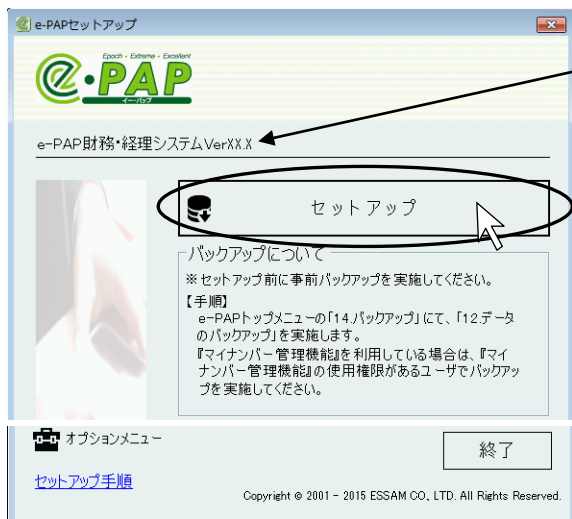 e-PAPセットアップ
Epoch - Extreme - Excellent
e・PAP
イー・パップ
e-PAP財務・経理システムVerXX.X
セットアップ
バックアップについて
※セットアップ前に事前バックアップを実施してください。
【手順】
e-PAPトップメニューの「14.バックアップ」にて、「12.データ
のバックアップ」を実施します。
『マイナンバー管理機能』を利用している場合は、『マイ
ナンバー管理機能』の使用権限があるユーザでバックアッ
プを実施してください。
オプションメニュー
終了
セットアップ手順
Copyright © 2001 - 2015 ESSAM CO., LTD. All Rights Reserved.